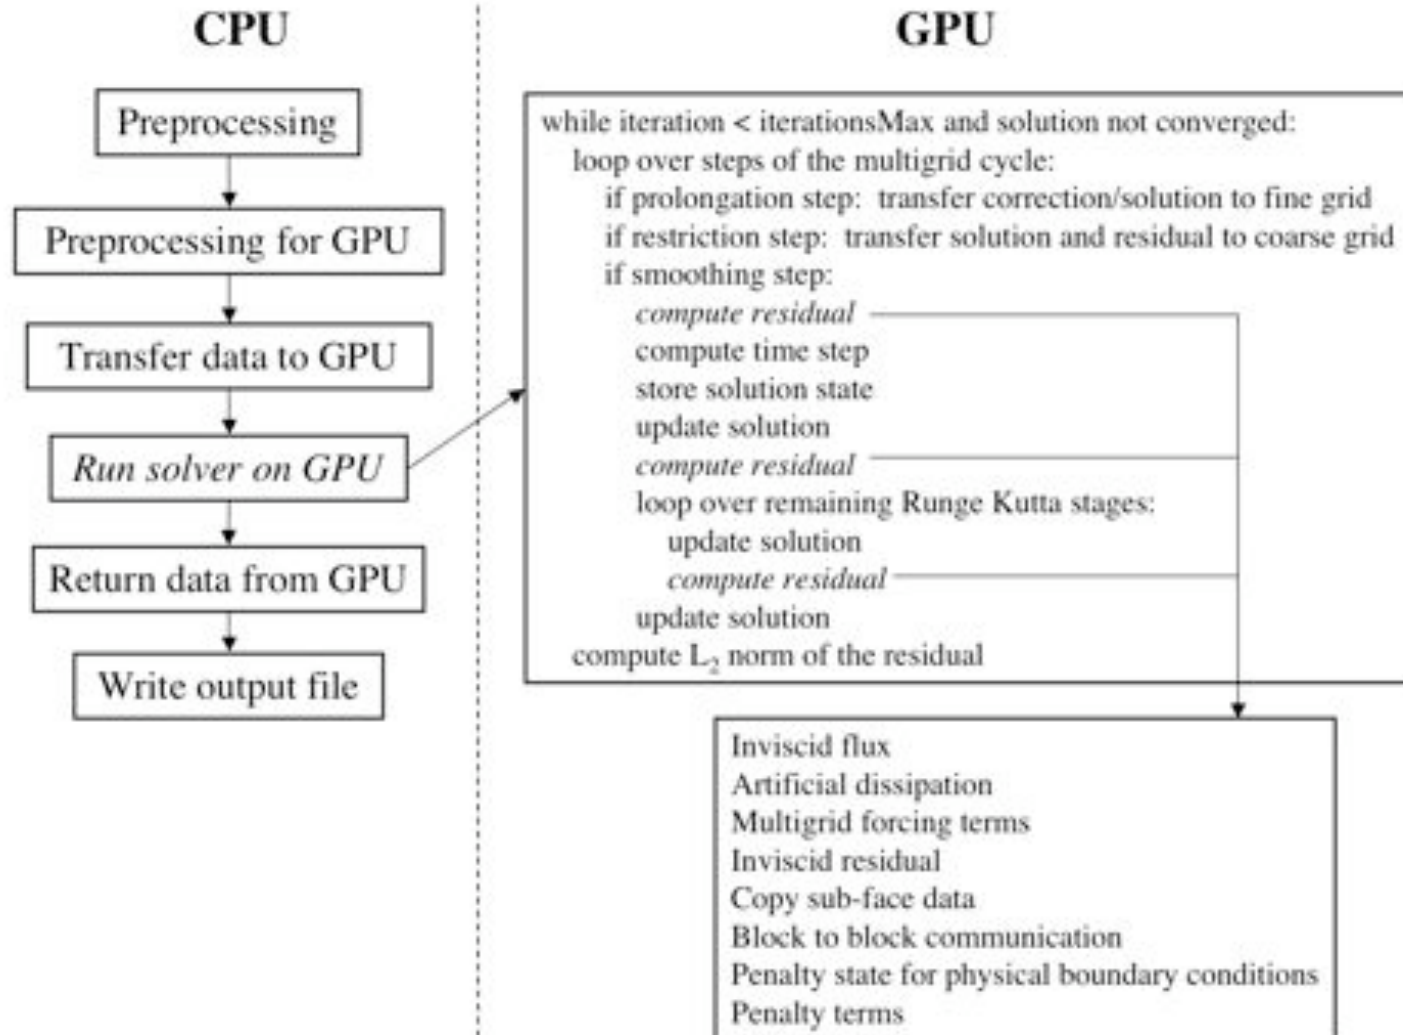 CPU
Preprocessing
Preprocessing for GPU
Transfer data to GPU
Run solver on GPU
Return data from GPU
Write output file
GPU
while iteration < iterationsMax and solution not converged:
loop over steps of the multigrid cycle:
if prolongation step: transfer correction/solution to fine grid
if restriction step: transfer solution and residual to coarse grid
if smoothing step:
compute residual
compute time step
store solution state
update solution
compute residual
loop over remaining Runge Kutta stages:
update solution
compute residual
update solution
compute L₂ norm of the residual
Inviscid flux
Artificial dissipation
Multigrid forcing terms
Inviscid residual
Copy sub-face data
Block to block communication
Penalty state for physical boundary conditions
Penalty terms